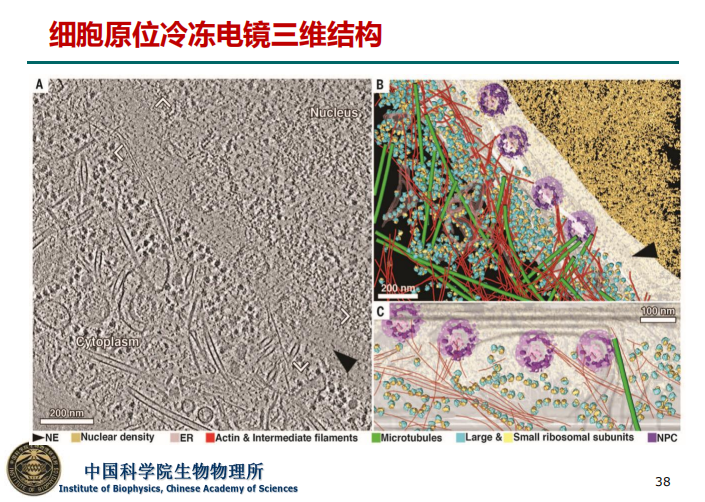 细胞原位冷冻电镜三维结构
A
Nucleus
Cytoplasm
200 nm
B
200 nm
C
100 nm
NE Nuclear density ER Actin & Intermediate filaments Microtubules Large & Small ribosomal subunits NPC
中国科学院生物物理所
Institute of Biophysics, Chinese Academy of Sciences
38